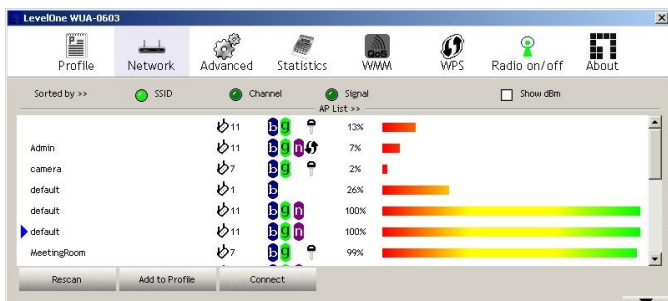 LevelOne WUA-0603
Profile Network Advanced Statistics WMM WPS Radio on/off About
Sorted by >> SSID Channel Signal Show dBm
AP List >>
11 b g 13%
Admin 11 b g n 7%
camera 7 b g 2%
default 1 b 26%
default 11 b g n 100%
default 11 b g n 100%
MeetingRoom 7 b g 99%
Rescan Add to Profile Connect